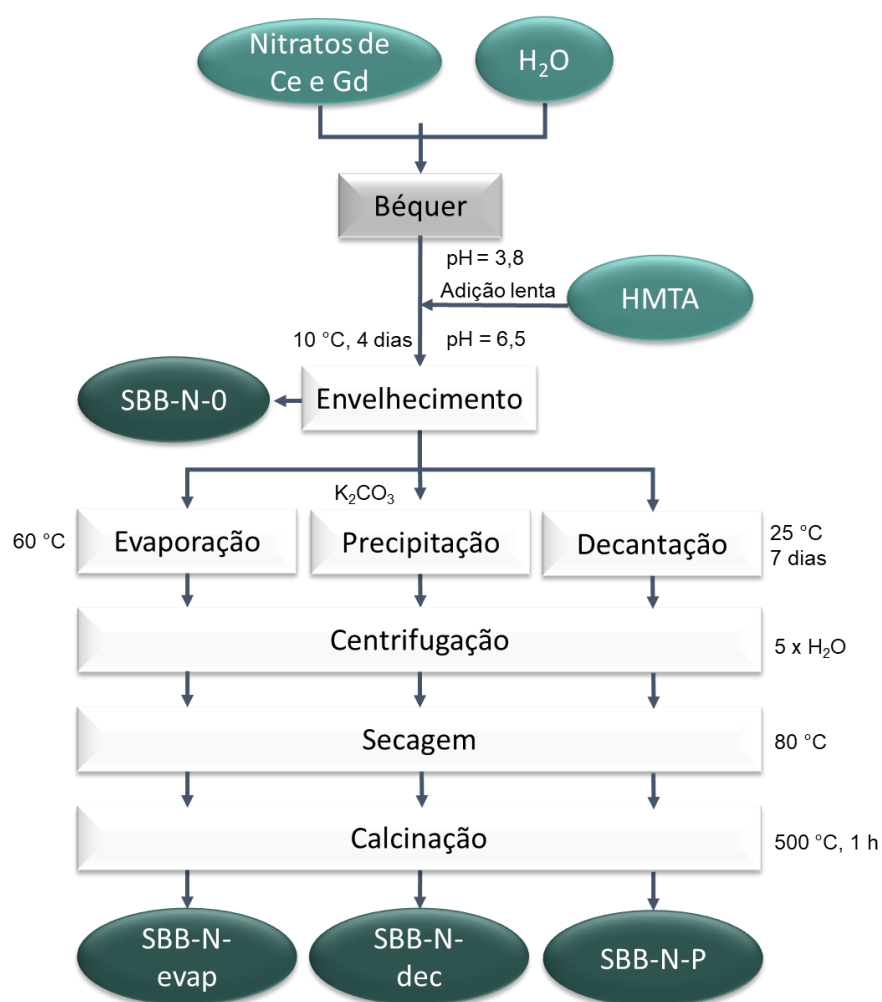 Nitratos de
Ce e Gd
H₂O
Béquer
pH = 3,8
Adição lenta
HMTA
10 °C, 4 dias
pH = 6,5
SBB-N-0
Envelhecimento
K₂CO₃
60 °C
Evaporação
Precipitação
Decantação
25 °C
7 dias
Centrifugação
5 x H₂O
Secagem
80 °C
Calcinação
500 °C, 1 h
SBB-N-
evap
SBB-N-
dec
SBB-N-P